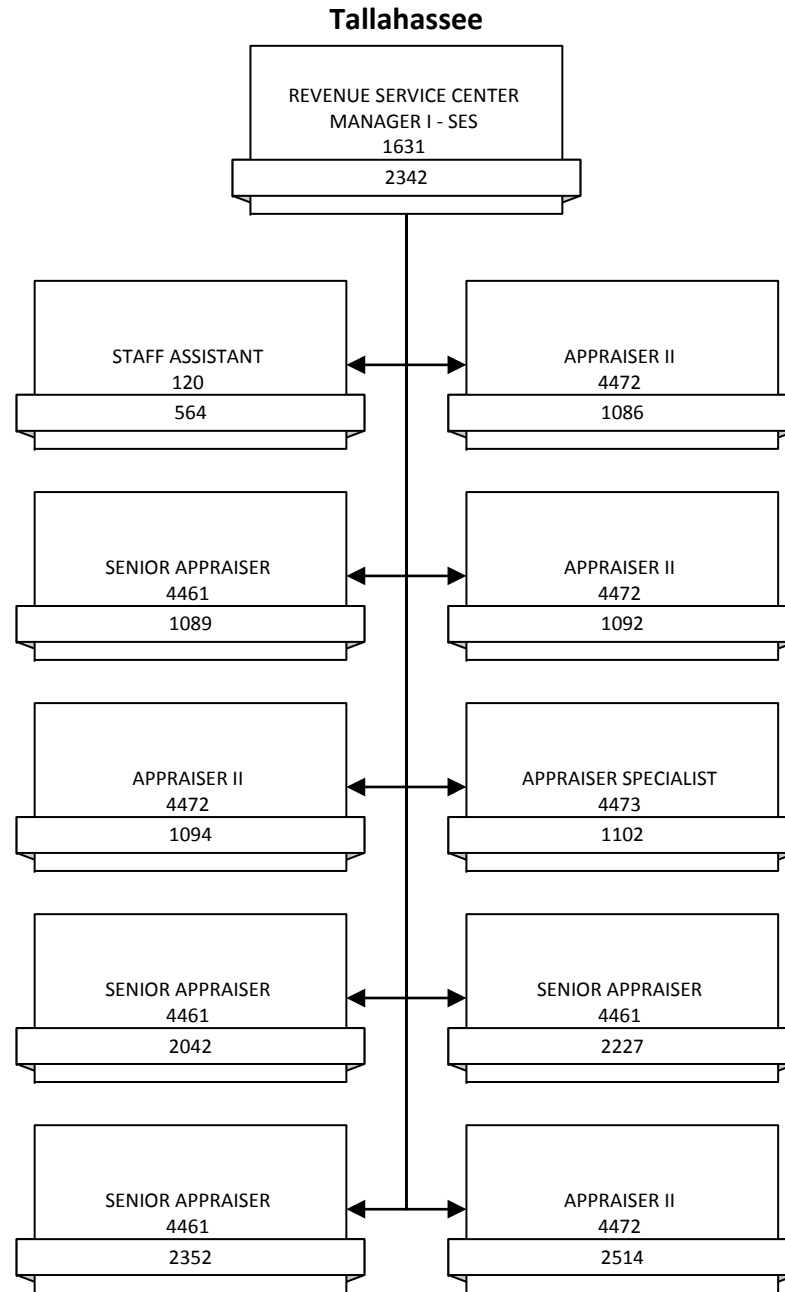 Tallahassee
REVENUE SERVICE CENTER
MANAGER I - SES
1631
2342
STAFF ASSISTANT
120
564
APPRAISER II
4472
1086
SENIOR APPRAISER
4461
1089
APPRAISER II
4472
1092
APPRAISER II
4472
1094
APPRAISER SPECIALIST
4473
1102
SENIOR APPRAISER
4461
2042
SENIOR APPRAISER
4461
2227
SENIOR APPRAISER
4461
2352
APPRAISER II
4472
2514